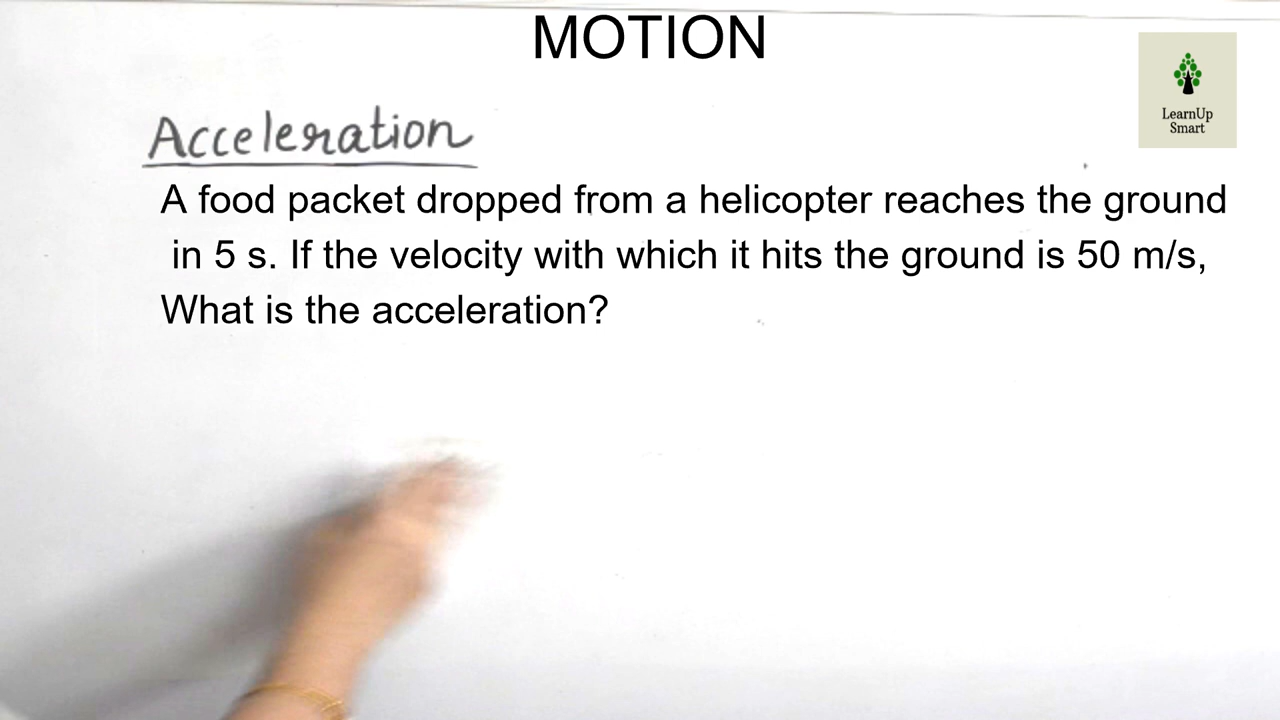 MOTION
LearnUp
Smart
Acceleration
A food packet dropped from a helicopter reaches the ground
in 5 s. If the velocity with which it hits the ground is 50 m/s,
What is the acceleration?